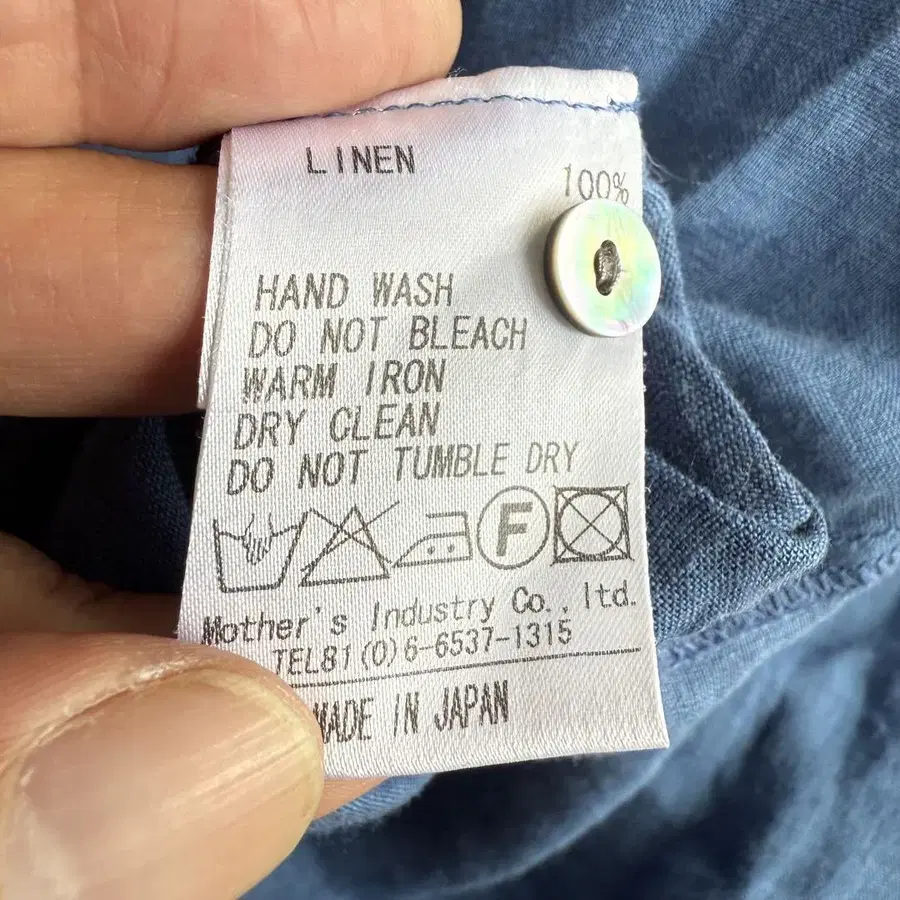 LINEN
100%
HAND WASH
DO NOT BLEACH
WARM IRON
DRY CLEAN
DO NOT TUMBLE DRY
F
Mother's Industry Co., ltd.
TEL81(0)6-6537-1315
MADE IN JAPAN